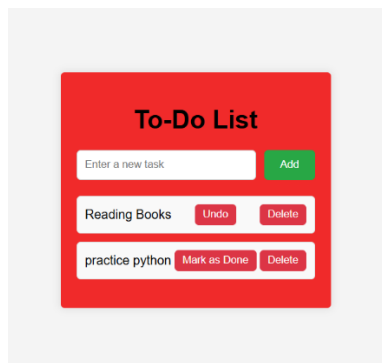 To-Do List
Enter a new task Add
Reading Books Undo Delete
practice python Mark as Done Delete